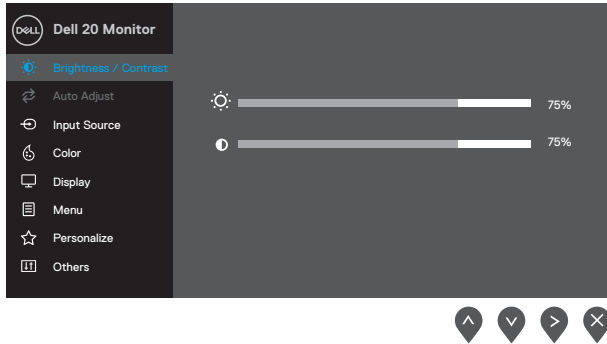 DELL
Dell 20 Monitor
Brightness / Contrast
Auto Adjust
75%
Input Source
75%
Color
Display
Menu
Personalize
Others